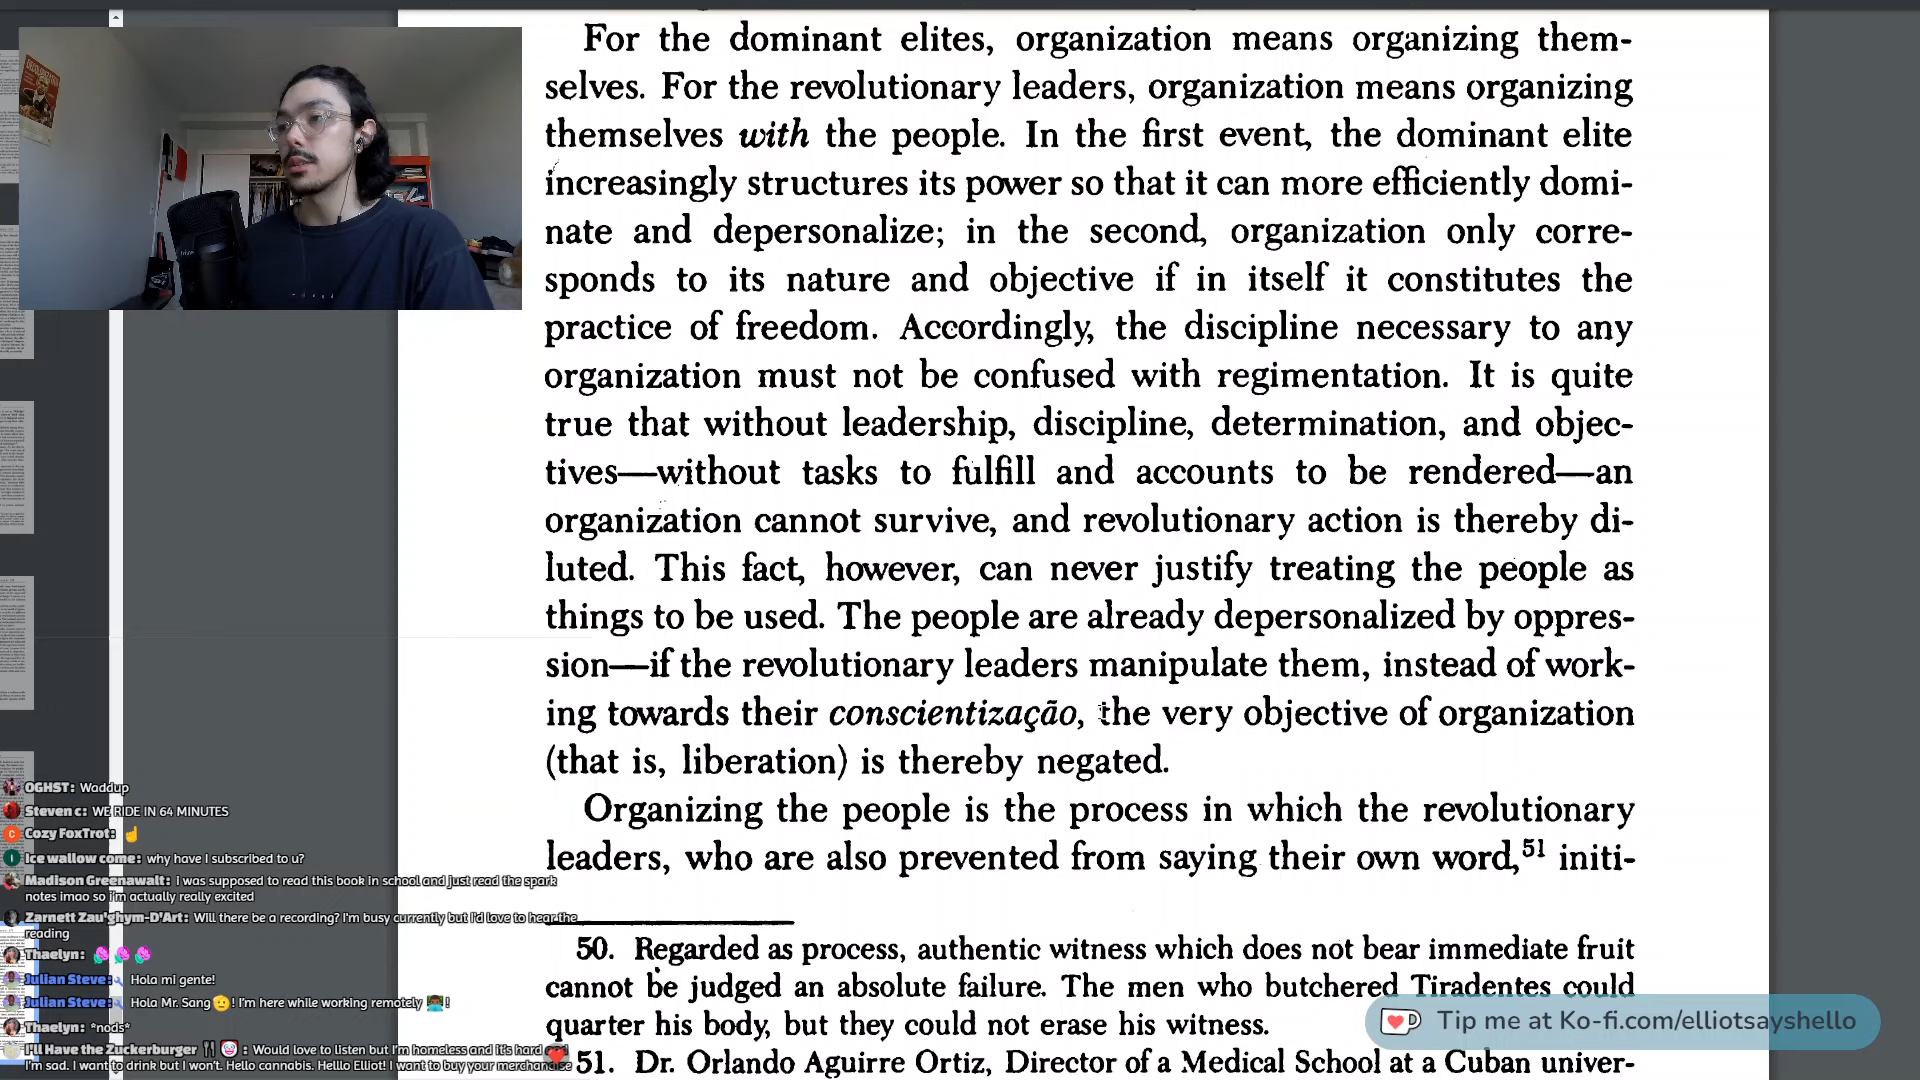 For the dominant elites, organization means organizing them-
selves. For the revolutionary leaders, organization means organizing
themselves with the people. In the first event, the dominant elite
increasingly structures its power so that it can more efficiently domi-
nate and depersonalize; in the second, organization only corre-
sponds to its nature and objective if in itself it constitutes the
practice of freedom. Accordingly, the discipline necessary to any
organization must not be confused with regimentation. It is quite
true that without leadership, discipline, determination, and objec-
tives—without tasks to fulfill and accounts to be rendered—an
organization cannot survive, and revolutionary action is thereby di-
luted. This fact, however, can never justify treating the people as
things to be used. The people are already depersonalized by oppres-
sion—if the revolutionary leaders manipulate them, instead of work-
ing towards their conscientização, the very objective of organization
(that is, liberation) is thereby negated.
Organizing the people is the process in which the revolutionary
leaders, who are also prevented from saying their own word,51 initi-
50. Regarded as process, authentic witness which does not bear immediate fruit
cannot be judged an absolute failure. The men who butchered Tiradentes could
quarter his body, but they could not erase his witness.
51. Dr. Orlando Aguirre Ortiz, Director of a Medical School at a Cuban univer-
OGHST: Waddup
Steven c: WE RIDE IN 64 MINUTES
Cozy FoxTrot: ☝
Ice wallow come: why have I subscribed to u?
Madison Greenawalt: I was supposed to read this book in school and just read the spark
notes lmao so I'm actually really excited
Zarnett Zau'ghym-D'Art: Will there be a recording? I'm busy currently but I'd love to hear the
reading
Thaelyn:
Julian Steve: Hola mi gente!
Julian Steve: Hola Mr. Sang🫡! I'm here while working remotely 👨🏾‍💻!
Thaelyn: *nods*
I'll Have the Zuckerburger 🍴🤡: Would love to listen but I'm homeless and it's hard
I'm sad. I want to drink but I won't. Hello cannabis. Helllo Elliot! I want to buy your merchandise
Tip me at Ko-fi.com/elliotsayshello